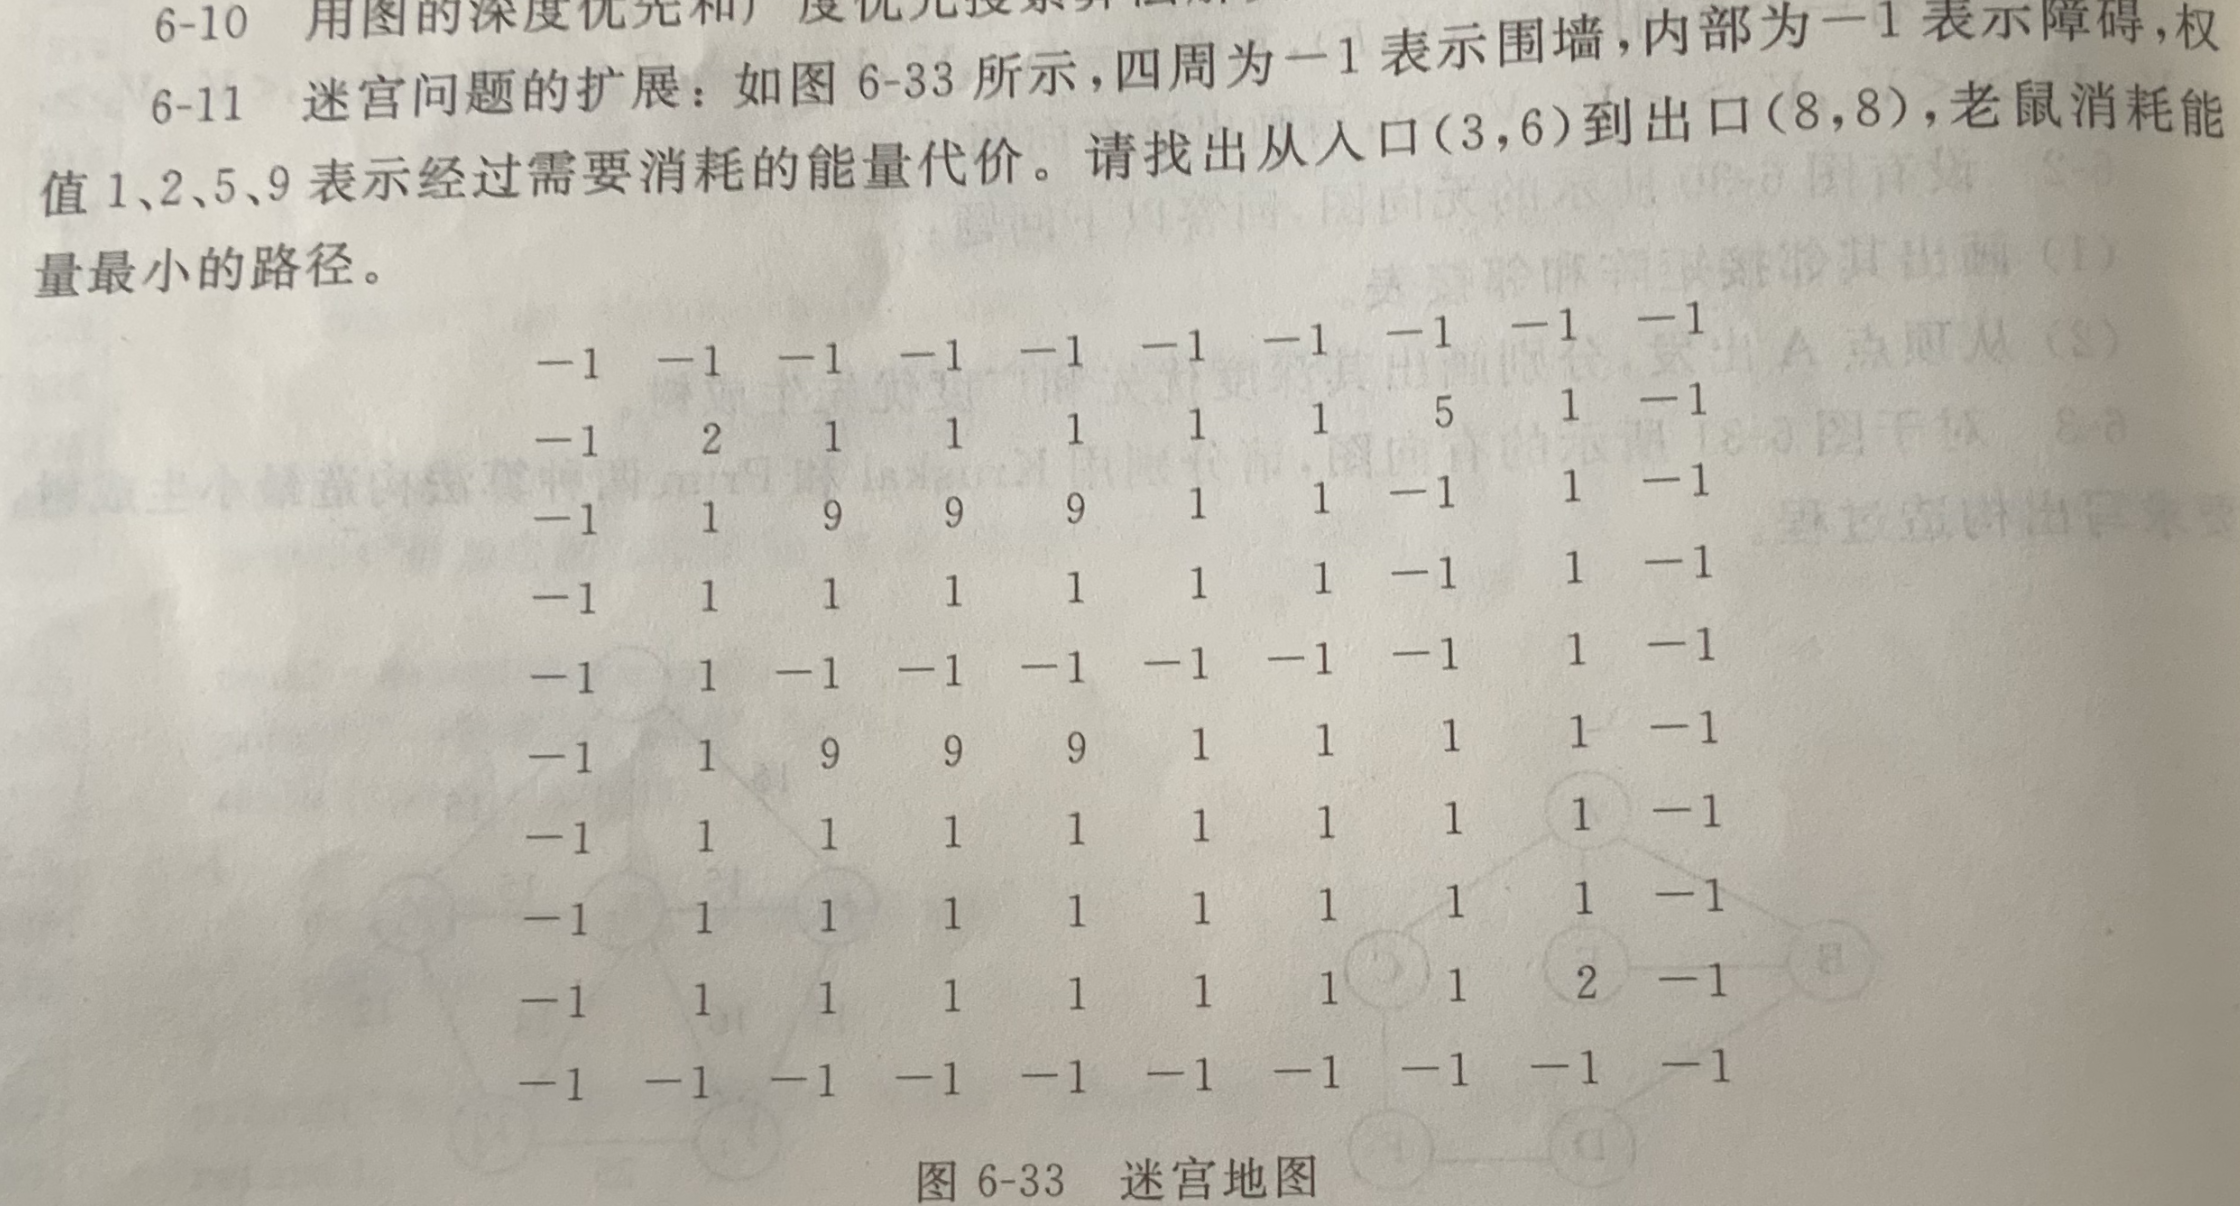 6-10 用图的深度优先和广度优先搜索算法
6-11 迷宫问题的扩展：如图 6-33 所示，四周为－1 表示围墙，内部为－1 表示障碍，权
值 1、2、5、9 表示经过需要消耗的能量代价。请找出从入口(3,6)到出口(8,8)，老鼠消耗能
量最小的路径。
－1 －1 －1 －1 －1 －1 －1 －1 －1 －1
－1 2 1 1 1 1 1 5 1 －1
－1 1 9 9 9 1 1 －1 1 －1
－1 1 1 1 1 1 1 －1 1 －1
－1 1 －1 －1 －1 －1 －1 －1 1 －1
－1 1 9 9 9 1 1 1 1 －1
－1 1 1 1 1 1 1 1 1 －1
－1 1 1 1 1 1 1 1 1 －1
－1 1 1 1 1 1 1 1 2 －1
－1 －1 －1 －1 －1 －1 －1 －1 －1 －1
图 6-33 迷宫地图